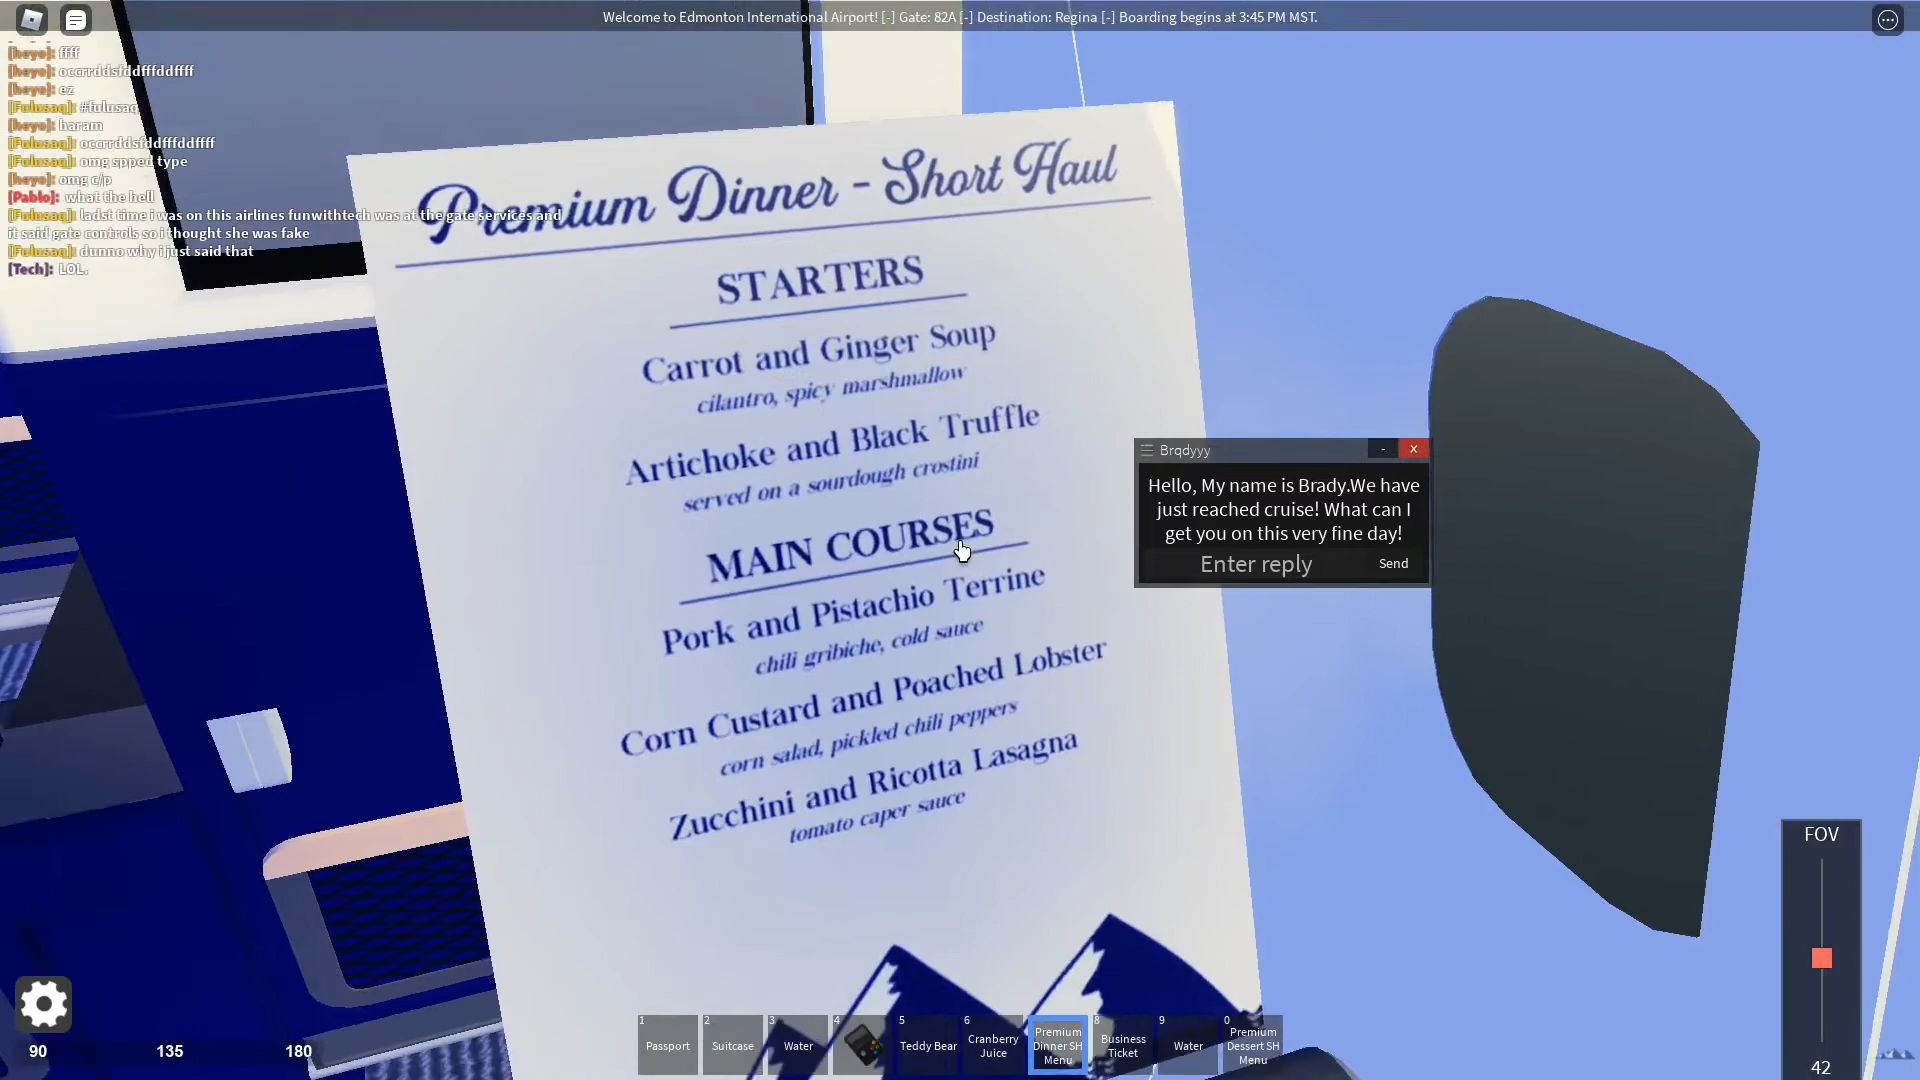 Welcome to Edmonton International Airport! [-] Gate: 82A [-] Destination: Regina [-] Boarding begins at 3:45 PM MST.
[heyo]: ffff
[heyo]: occrrddsfddfffddffff
[heyo]: ez
[Fulusaq]: #fulusaq
[heyo]: haram
[Fulusaq]: occrrddsfddfffddffff
[Fulusaq]: omg spped type
[heyo]: omg c/p
[Pablo]: what the hell
[Fulusaq]: ladst time i was on this airlines funwithtech was at the gate services and
it said gate controls so i thought she was fake
[Fulusaq]: dunno why i just said that
[Tech]: LOL.
Premium Dinner - Short Haul
STARTERS
Carrot and Ginger Soup
cilantro, spicy marshmallow
Artichoke and Black Truffle
served on a sourdough crostini
MAIN COURSES
Pork and Pistachio Terrine
chili gribiche, cold sauce
Corn Custard and Poached Lobster
corn salad, pickled chili peppers
Zucchini and Ricotta Lasagna
tomato caper sauce
Brqdyyy
- X
Hello, My name is Brady.We have
just reached cruise! What can I
get you on this very fine day!
Enter reply Send
FOV
42
90 135 180
1 Passport
2 Suitcase
3 Water
4
5 Teddy Bear
6 Cranberry Juice
Premium Dinner SH Menu
8 Business Ticket
9 Water
0 Premium Dessert SH Menu